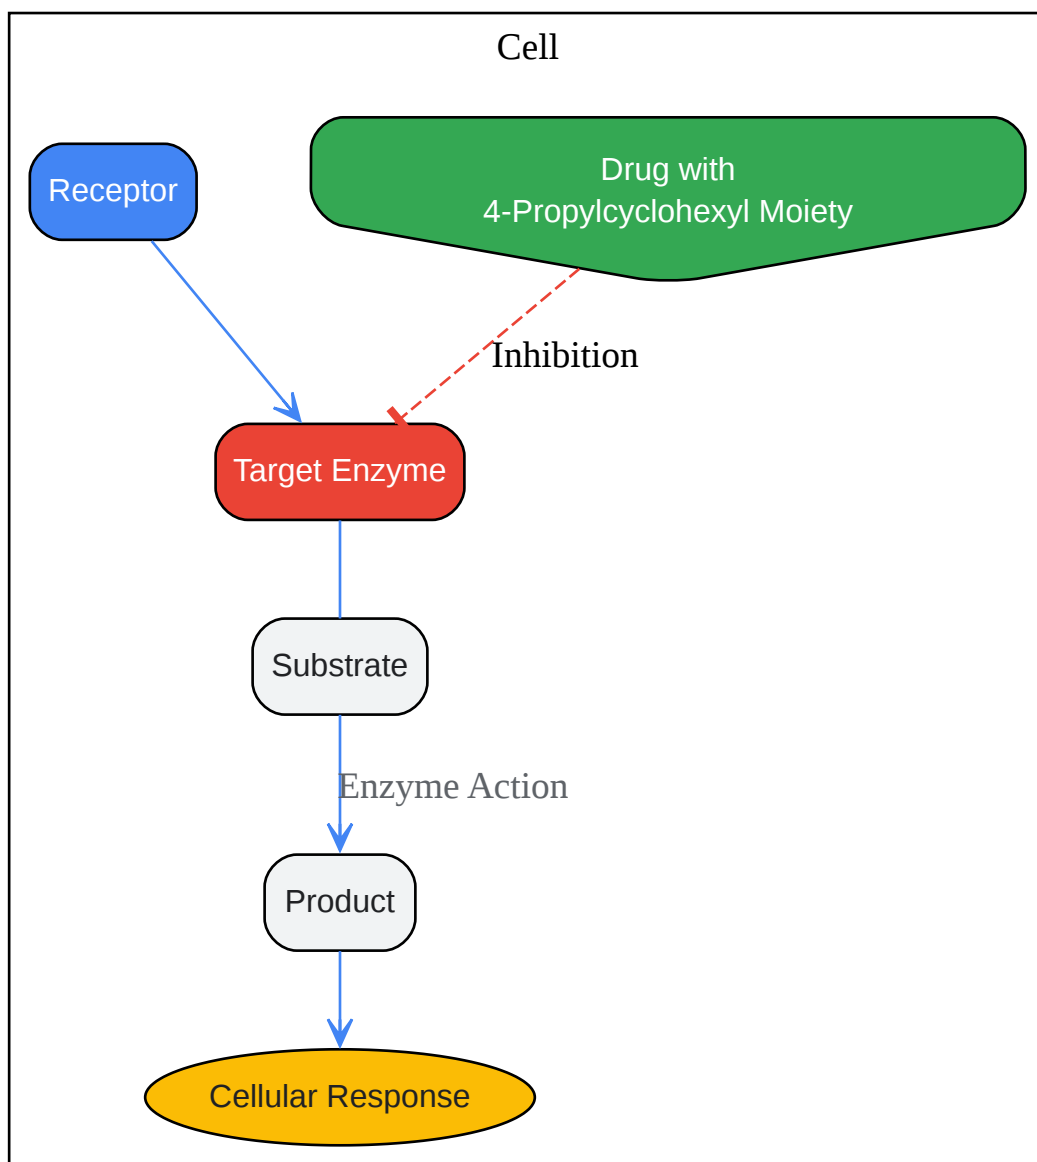 Cell
Receptor
Drug with
4-Propylcyclohexyl Moiety
Inhibition
Target Enzyme
Substrate
Enzyme Action
Product
Cellular Response